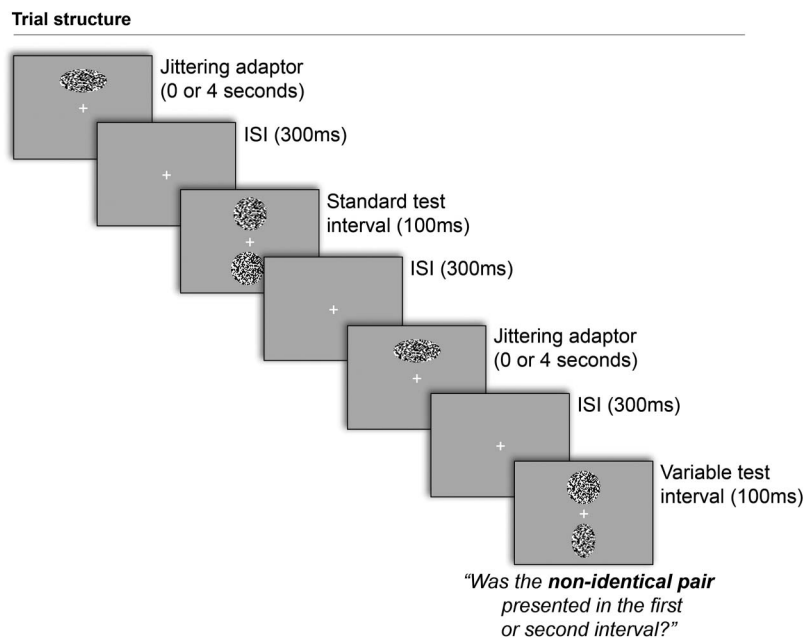 Trial structure
Jittering adaptor
(0 or 4 seconds)
ISI (300ms)
Standard test
interval (100ms)
ISI (300ms)
Jittering adaptor
(0 or 4 seconds)
ISI (300ms)
Variable test
interval (100ms)
“Was the non-identical pair
presented in the first
or second interval?”